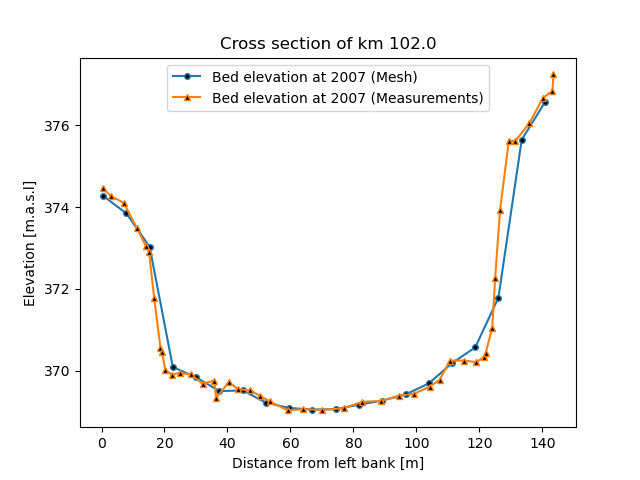 Cross section of km 102.0
Bed elevation at 2007 (Mesh)
Bed elevation at 2007 (Measurements)
Elevation [m.a.s.l]
376
374
372
370
0 20 40 60 80 100 120 140
Distance from left bank [m]